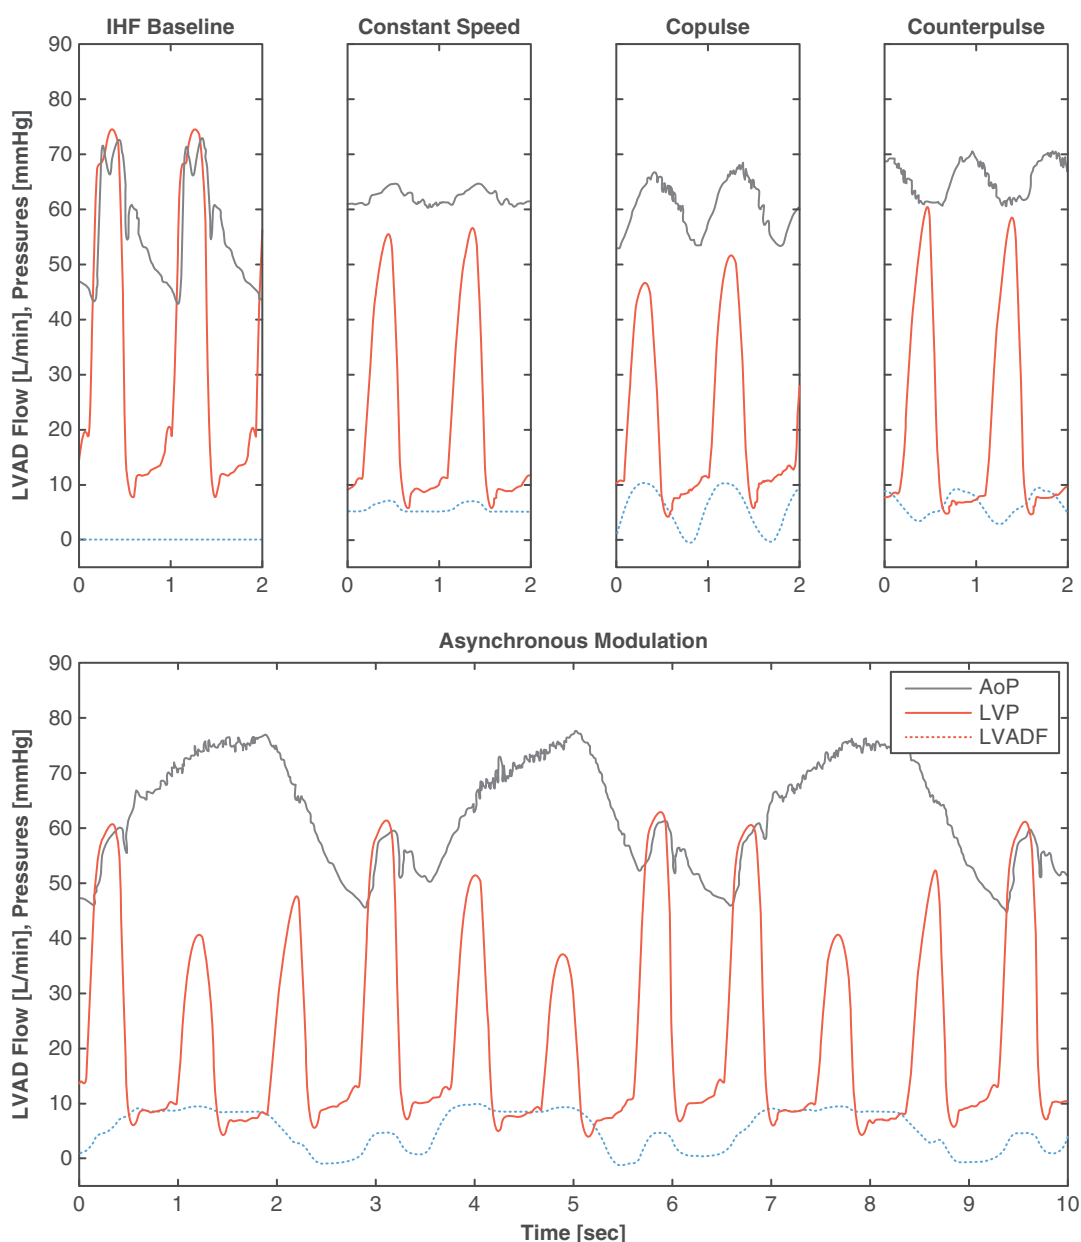 IHF Baseline
Constant Speed
Copulse
Counterpulse
LVAD Flow [L/min], Pressures [mmHg]
90
80
70
60
50
40
30
20
10
0
0 1 2
0 1 2
0 1 2
0 1 2
Asynchronous Modulation
LVAD Flow [L/min], Pressures [mmHg]
90
80
70
60
50
40
30
20
10
0
AoP
LVP
LVADF
0 1 2 3 4 5 6 7 8 9 10
Time [sec]